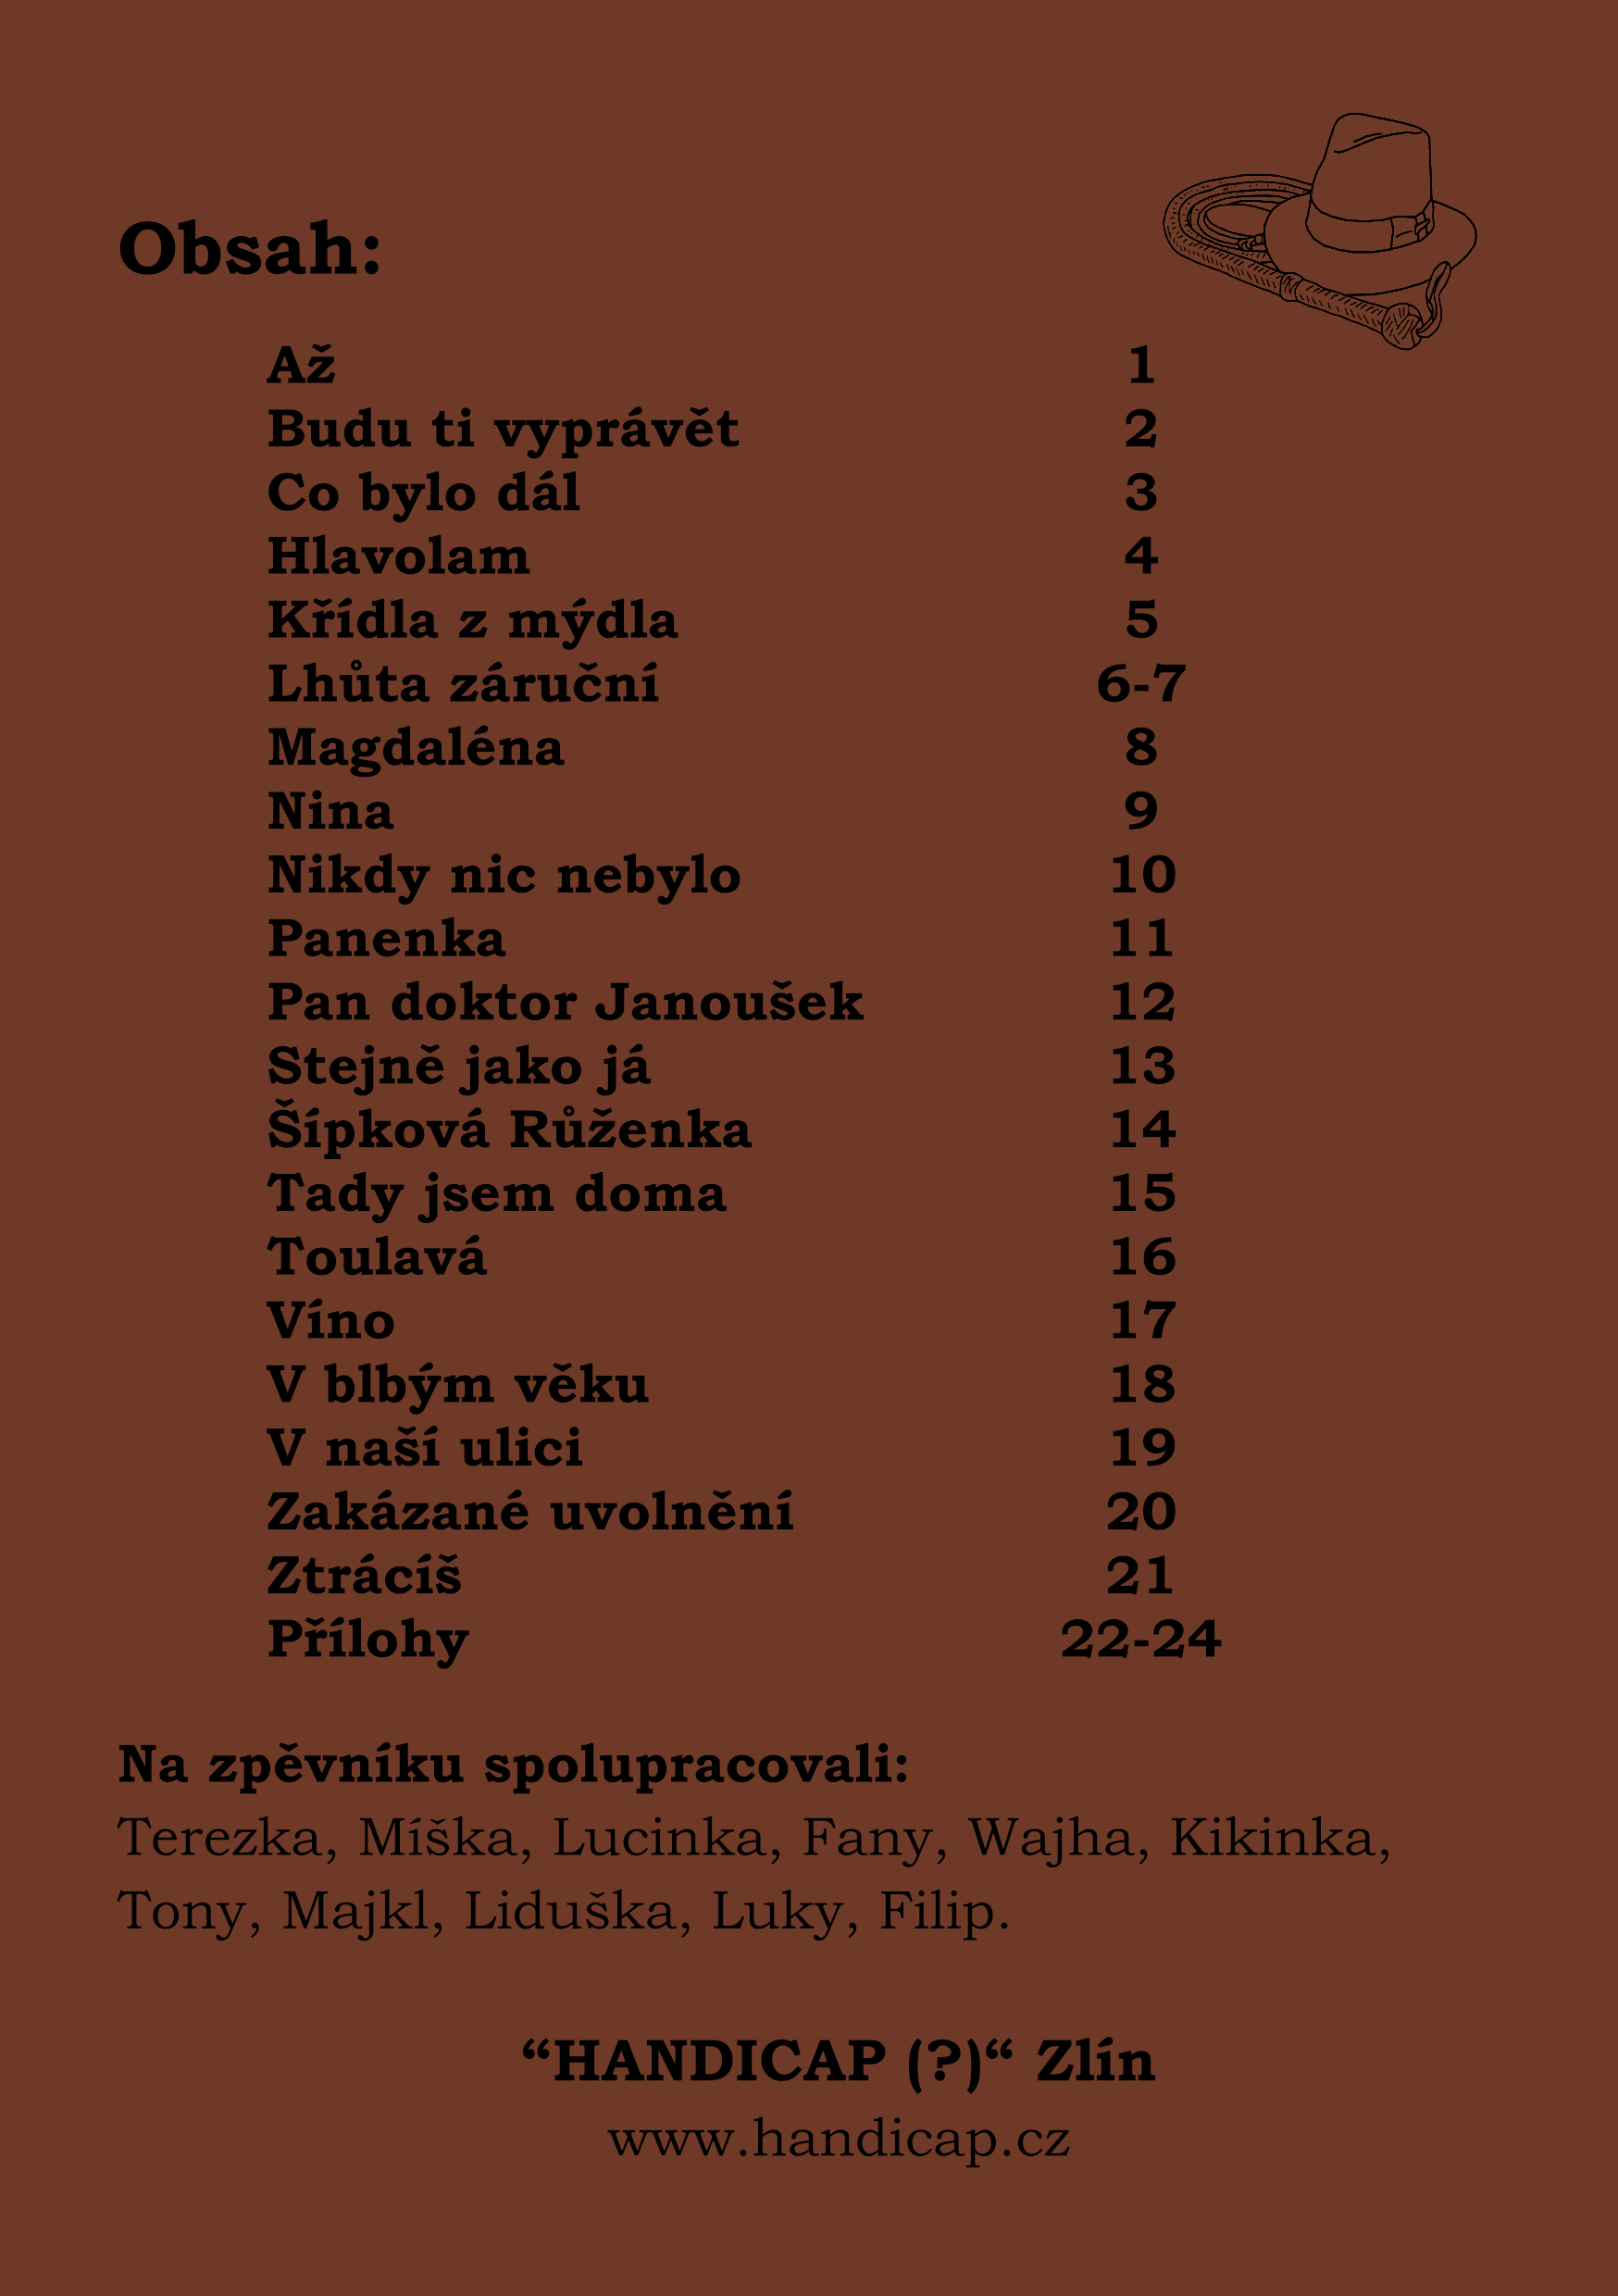 Obsah:
Až 1
Budu ti vyprávět 2
Co bylo dál 3
Hlavolam 4
Křídla z mýdla 5
Lhůta záruční 6-7
Magdaléna 8
Nina 9
Nikdy nic nebylo 10
Panenka 11
Pan doktor Janoušek 12
Stejně jako já 13
Šípková Růženka 14
Tady jsem doma 15
Toulavá 16
Víno 17
V blbým věku 18
V naší ulici 19
Zakázané uvolnění 20
Ztrácíš 21
Přílohy 22-24
Na zpěvníku spolupracovali:
Terezka, Míška, Lucinka, Fany, Wajha, Kikinka,
Tony, Majkl, Liduška, Luky, Filip.
“HANDICAP (?)“ Zlín
www.handicap.cz